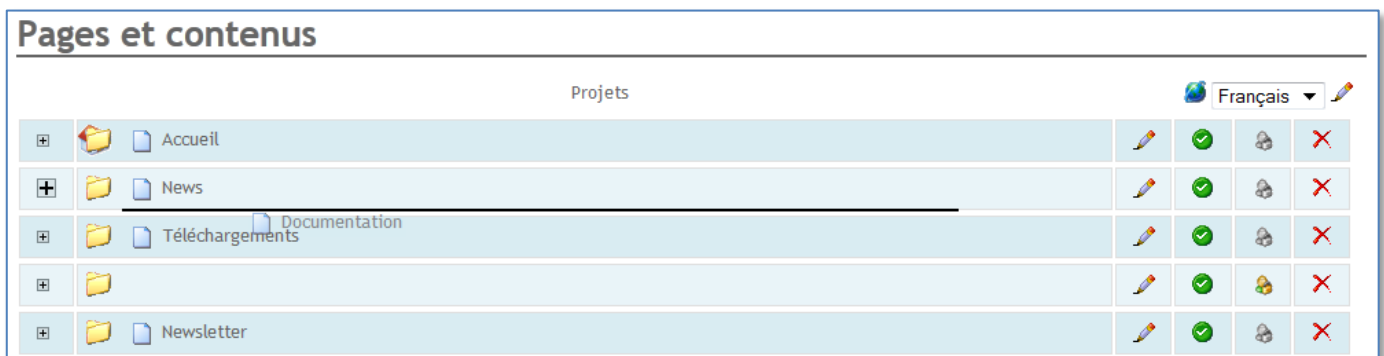 Pages et contenus
Projets
Français
Accueil
News
Documentation
Téléchargements
Newsletter